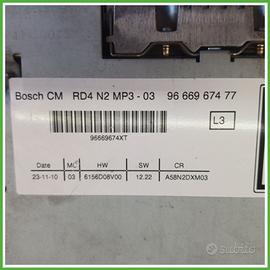 Bosch CM RD4 N2 MP3 - 03 96 669 674 77
L3
96669674XT
Date ML HW SW CR
23-11-10 03 6156D08V00 12.22 A58N2DXM03
subito